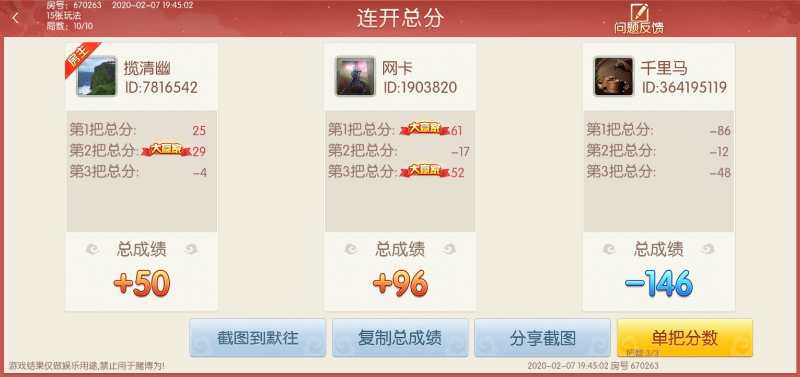 房号：670263 2020-02-07 19:45:02
15张玩法
局数：10/10
连开总分
问题反馈
房主
揽清幽
ID:7816542
第1把总分: 25
第2把总分: 大赢家 29
第3把总分: -4
总成绩
+50
网卡
ID:1903820
第1把总分: 大赢家 61
第2把总分: -17
第3把总分: 大赢家 52
总成绩
+96
千里马
ID:364195119
第1把总分: -86
第2把总分: -12
第3把总分: -48
总成绩
-146
截图到默往
复制总成绩
分享截图
单把分数
把数 3/3
游戏结果仅做娱乐用途,禁止用于赌博为!
2020-02-07 19:45:02 房号 670263